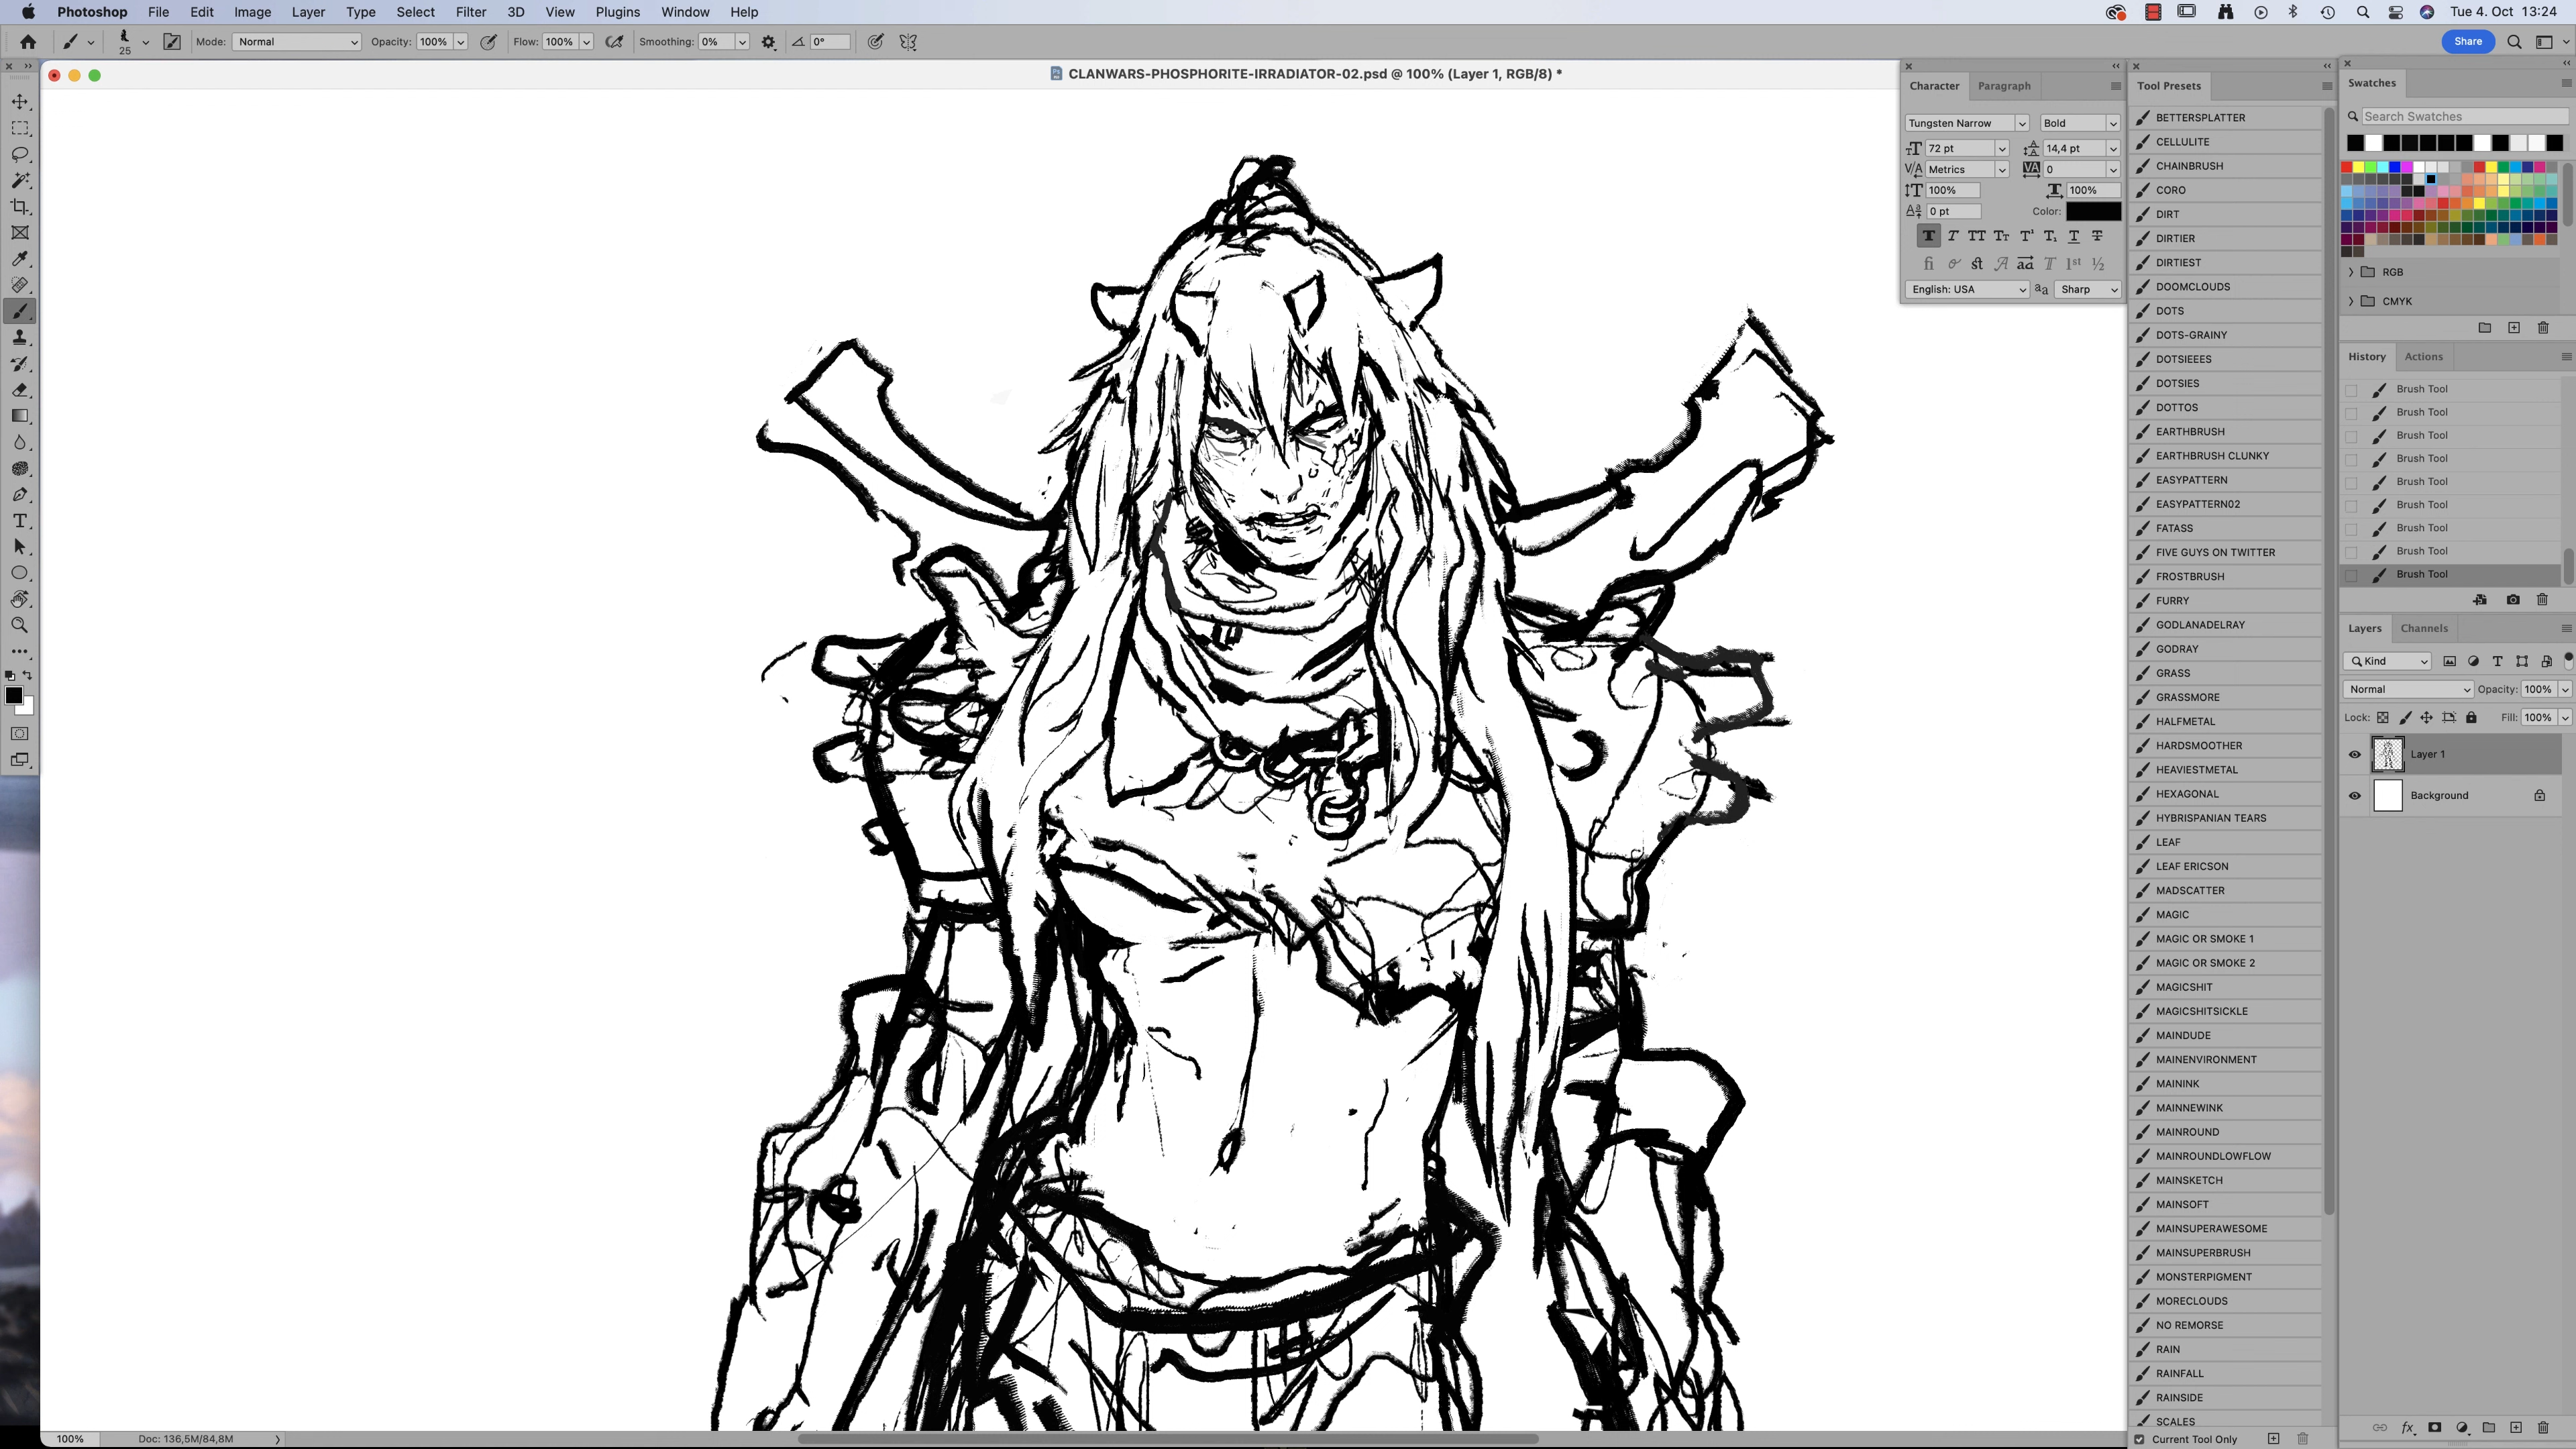 Photoshop File Edit Image Layer Type Select Filter 3D View Plugins Window Help Tue 4. Oct 13:24
25 Mode: Normal Opacity: 100% Flow: 100% Smoothing: 0% 0° Share
CLANWARS-PHOSPHORITE-IRRADIATOR-02.psd @ 100% (Layer 1, RGB/8) *
Character Paragraph
Tungsten Narrow Bold
72 pt 14,4 pt
Metrics 0
100% 100%
0 pt Color:
English: USA Sharp
Tool Presets
BETTERSPLATTER
CELLULITE
CHAINBRUSH
CORO
DIRT
DIRTIER
DIRTIEST
DOOMCLOUDS
DOTS
DOTS-GRAINY
DOTSIEEES
DOTSIES
DOTTOS
EARTHBRUSH
EARTHBRUSH CLUNKY
EASYPATTERN
EASYPATTERN02
FATASS
FIVE GUYS ON TWITTER
FROSTBRUSH
FURRY
GODLANADELRAY
GODRAY
GRASS
GRASSMORE
HALFMETAL
HARDSMOOTHER
HEAVIESTMETAL
HEXAGONAL
HYBRISPANIAN TEARS
LEAF
LEAF ERICSON
MADSCATTER
MAGIC
MAGIC OR SMOKE 1
MAGIC OR SMOKE 2
MAGICSHIT
MAGICSHITSICKLE
MAINDUDE
MAINENVIRONMENT
MAININK
MAINNEWINK
MAINROUND
MAINROUNDLOWFLOW
MAINSKETCH
MAINSOFT
MAINSUPERAWESOME
MAINSUPERBRUSH
MONSTERPIGMENT
MORECLOUDS
NO REMORSE
RAIN
RAINFALL
RAINSIDE
SCALES
Current Tool Only
Swatches
Search Swatches
RGB
CMYK
History Actions
Brush Tool
Brush Tool
Brush Tool
Brush Tool
Brush Tool
Brush Tool
Brush Tool
Brush Tool
Brush Tool
Layers Channels
Kind
Normal Opacity: 100%
Lock: Fill: 100%
Layer 1
Background
100% Doc: 136,5M/84,8M